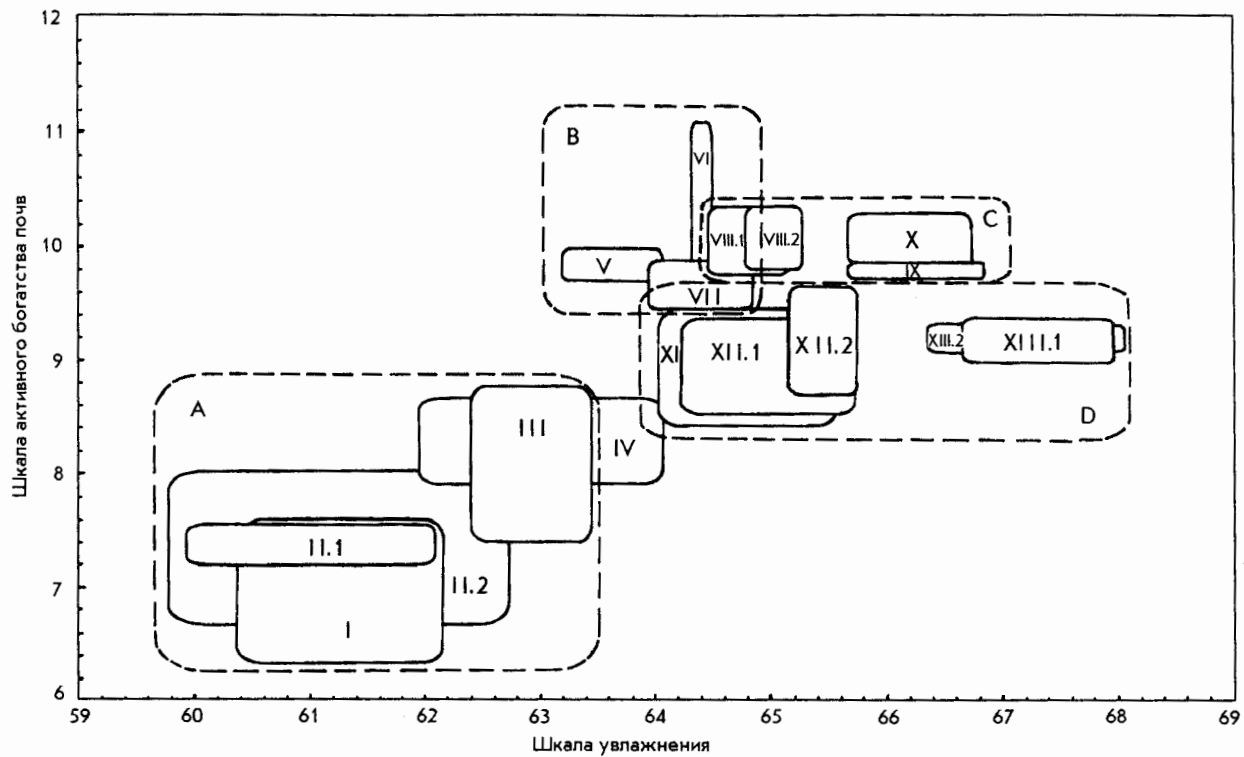 12
11
10
9
8
7
6
Шкала активного богатства почв
B
VI
C
VIII.1
VIII.2
X
V
IX
VII
XI
XII.1
XII.2
XIII.2
XIII.1
A
D
III
IV
II.1
II.2
I
59 60 61 62 63 64 65 66 67 68 69
Шкала увлажнения